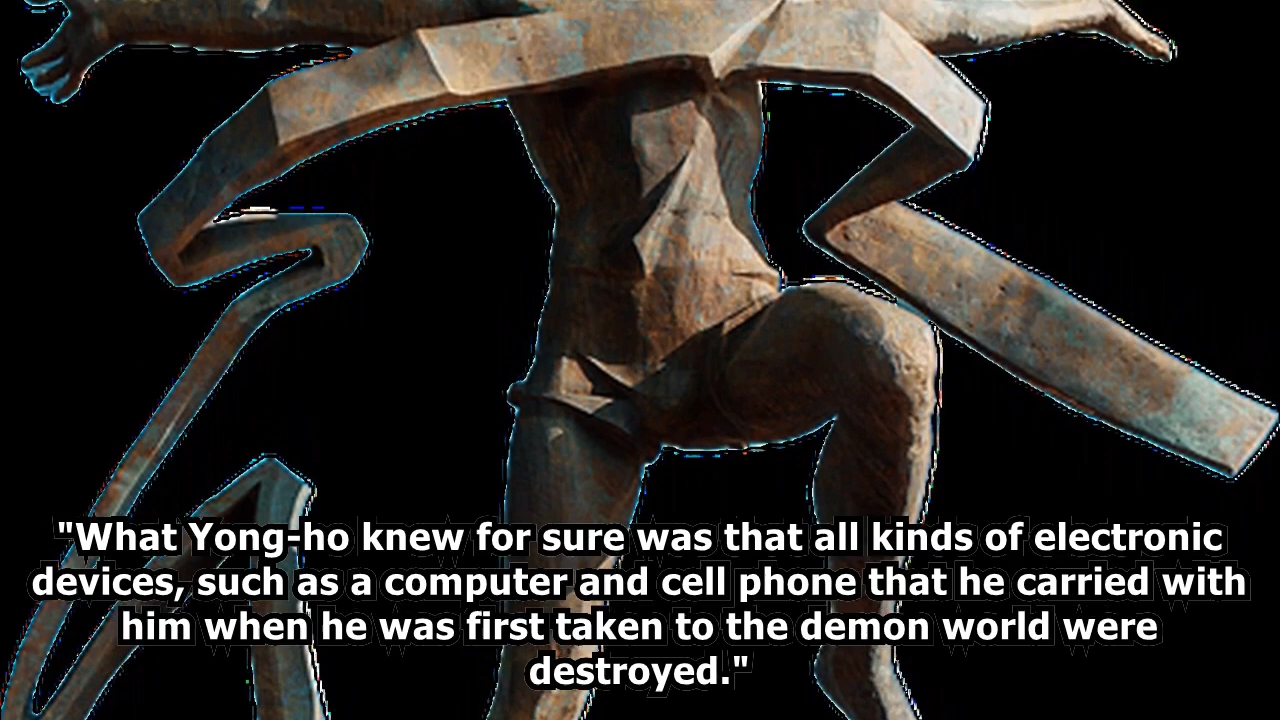 "What Yong-ho knew for sure was that all kinds of electronic
devices, such as a computer and cell phone that he carried with
him when he was first taken to the demon world were
destroyed."